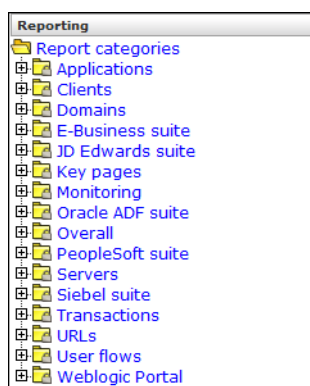 Reporting
Report categories
Applications
Clients
Domains
E-Business suite
JD Edwards suite
Key pages
Monitoring
Oracle ADF suite
Overall
PeopleSoft suite
Servers
Siebel suite
Transactions
URLs
User flows
Weblogic Portal